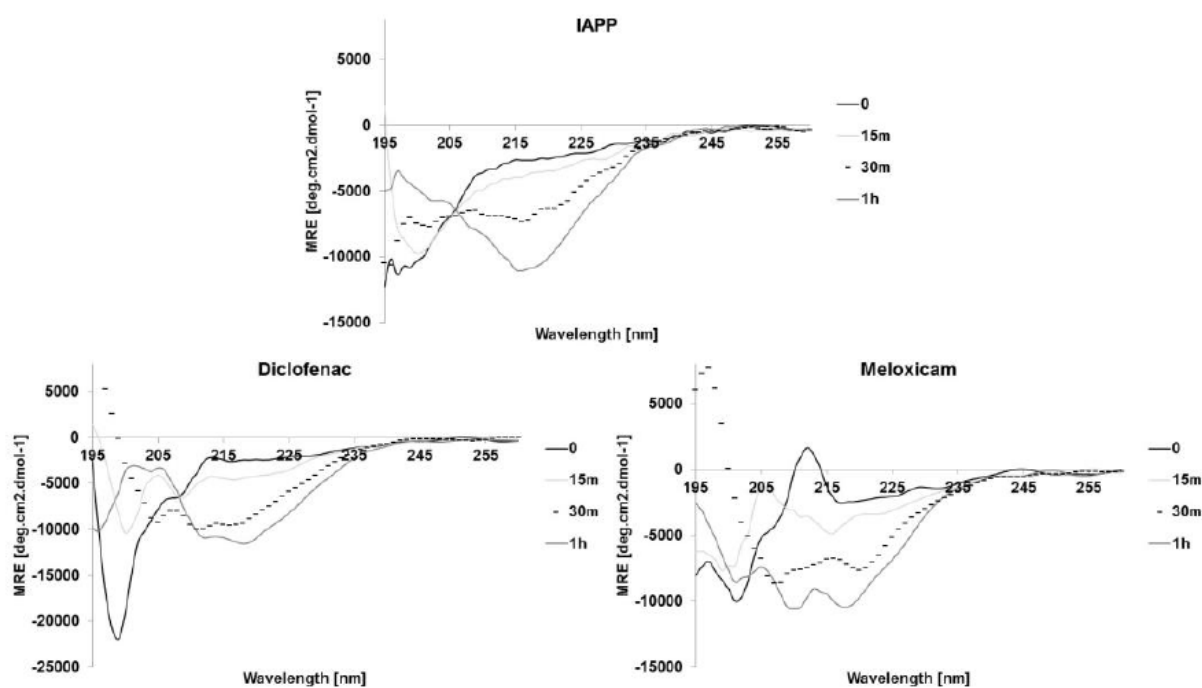 IAPP
5000
0
195 205 215 225 235 245 255
-5000
-10000
-15000
MRE [deg.cm2.dmol-1]
Wavelength [nm]
0
15m
30m
1h
Diclofenac
5000
0
195 205 215 225 235 245 255
-5000
-10000
-15000
-20000
-25000
MRE [deg.cm2.dmol-1]
Wavelength [nm]
0
15m
30m
1h
Meloxicam
5000
0
195 205 215 225 235 245 255
-5000
-10000
-15000
MRE [deg.cm2.dmol-1]
Wavelength [nm]
0
15m
30m
1h